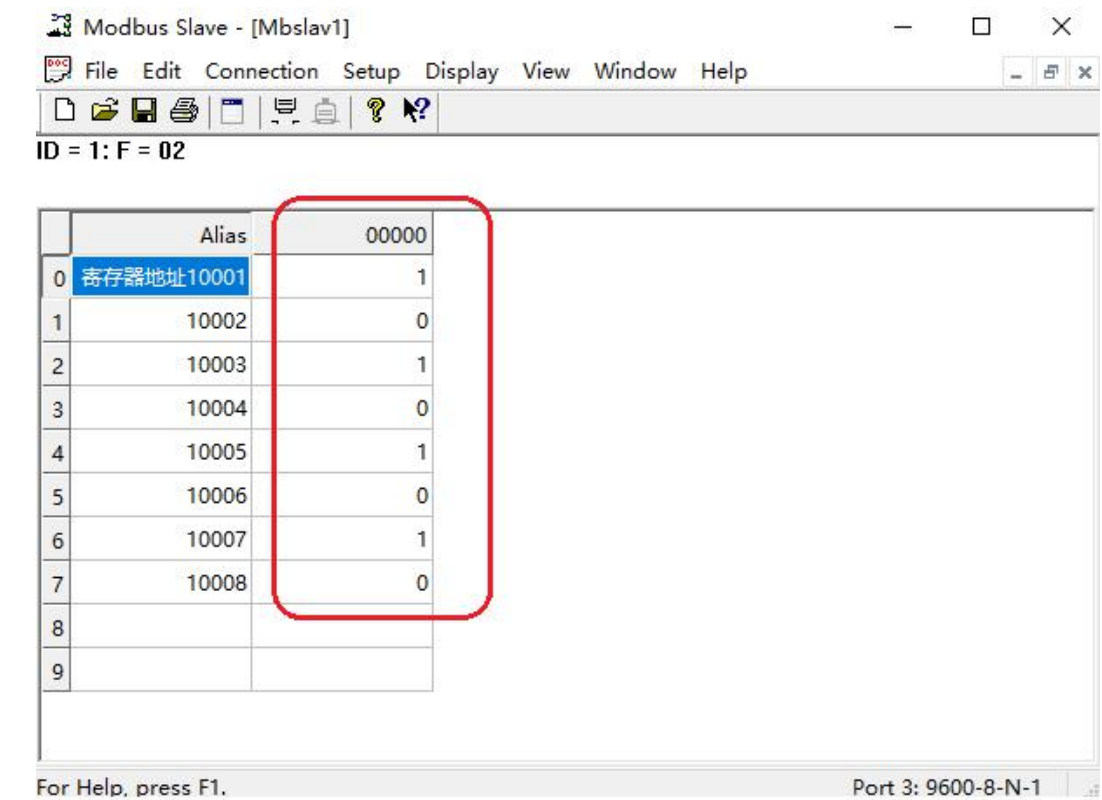 Modbus Slave - [Mbslav1]
File Edit Connection Setup Display View Window Help
ID = 1: F = 02
Alias 00000
0 寄存器地址10001 1
1 10002 0
2 10003 1
3 10004 0
4 10005 1
5 10006 0
6 10007 1
7 10008 0
8
9
For Help, press F1. Port 3: 9600-8-N-1